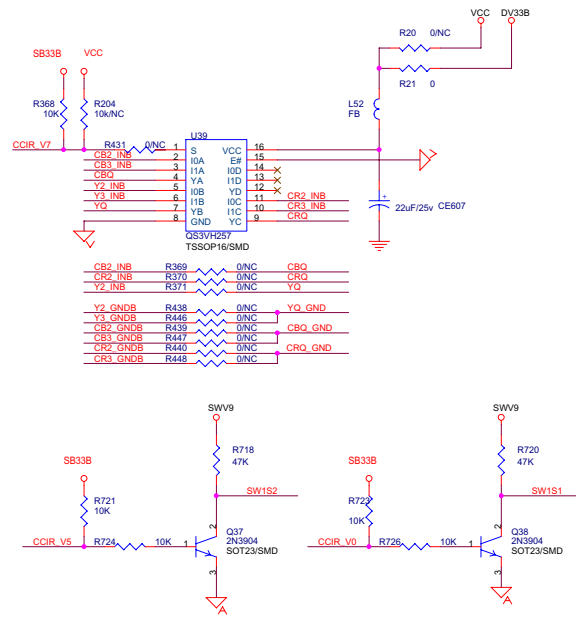 VCC DV33B
R20 0/NC
R21 0
SB33B VCC
R368 10K
R204 10k/NC
L52 FB
CCIR_V7 R431 0/NC
U39
CB2_INB 1 S VCC 16
CB3_INB 2 I0A E# 15
CBQ 3 I1A I0D 14
Y2_INB 4 YA I1D 13
Y3_INB 5 I0B YD 12
YQ 6 I1B I0C 11 CR2_INB
7 YB I1C 10 CR3_INB
8 GND YC 9 CRQ
QS3VH257
TSSOP16/SMD
+
22uF/25v CE607
CB2_INB R369 0/NC CBQ
CR2_INB R370 0/NC CRQ
Y2_INB R371 0/NC YQ
Y2_GNDB R438 0/NC YQ_GND
Y3_GNDB R446 0/NC
CB2_GNDB R439 0/NC CBQ_GND
CB3_GNDB R447 0/NC
CR2_GNDB R440 0/NC CRQ_GND
CR3_GNDB R448 0/NC
SWV9
R718
47K
SB33B
SW1S2
R721
10K
CCIR_V5 R724 10K 1
2
Q37
2N3904
SOT23/SMD
3
A
SWV9
R720
47K
SB33B
SW1S1
R723
10K
CCIR_V0 R726 10K 1
2
Q38
2N3904
SOT23/SMD
3
A